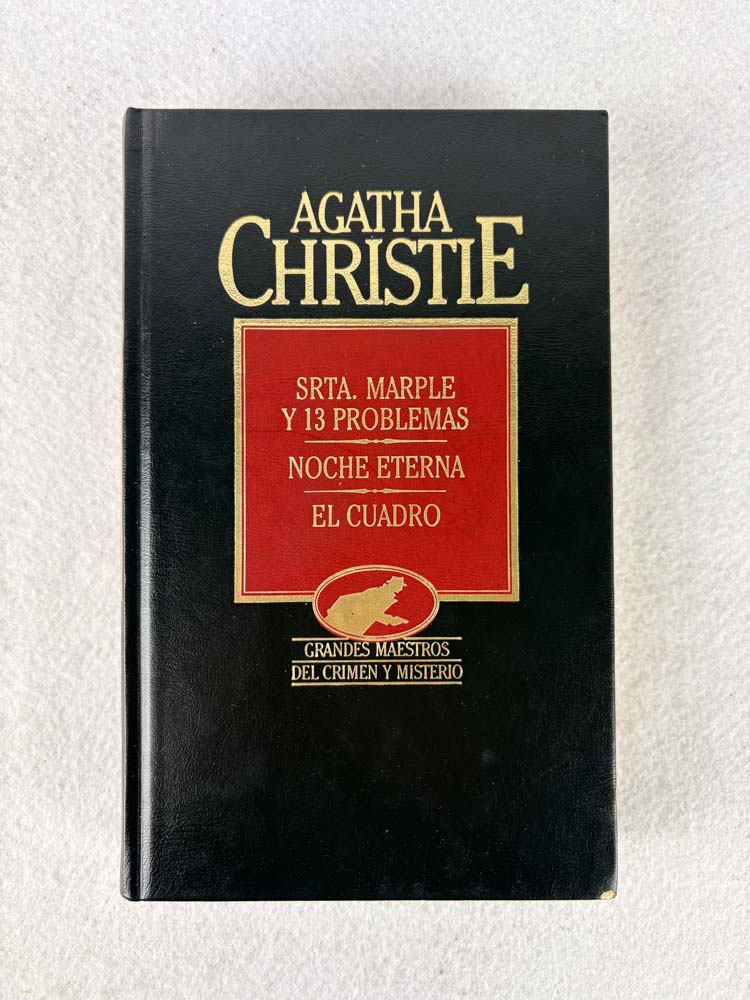 AGATHA
CHRISTIE
SRTA. MARPLE
Y 13 PROBLEMAS
NOCHE ETERNA
EL CUADRO
GRANDES MAESTROS
DEL CRIMEN Y MISTERIO